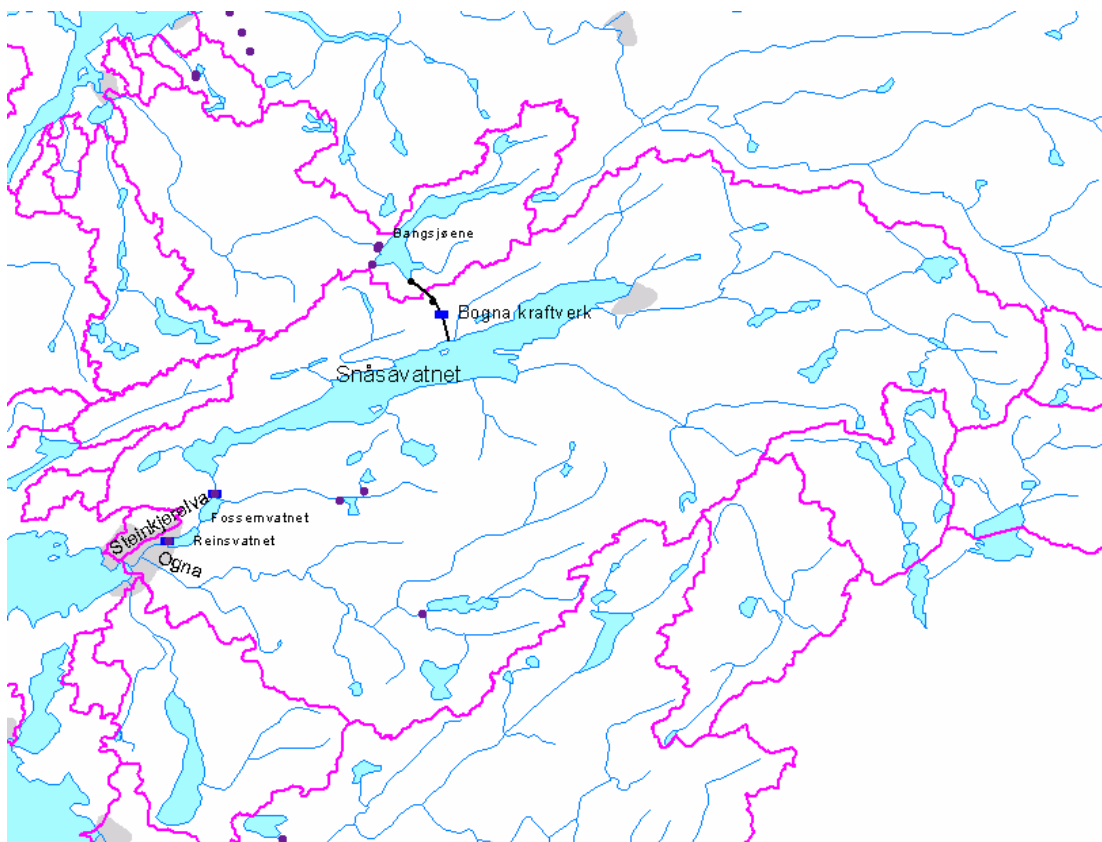 Bangsjøene
Bogna kraftverk
Snåsavatnet
Steinkjerelva
Fossemvatnet
Reinsvatnet
Ogna